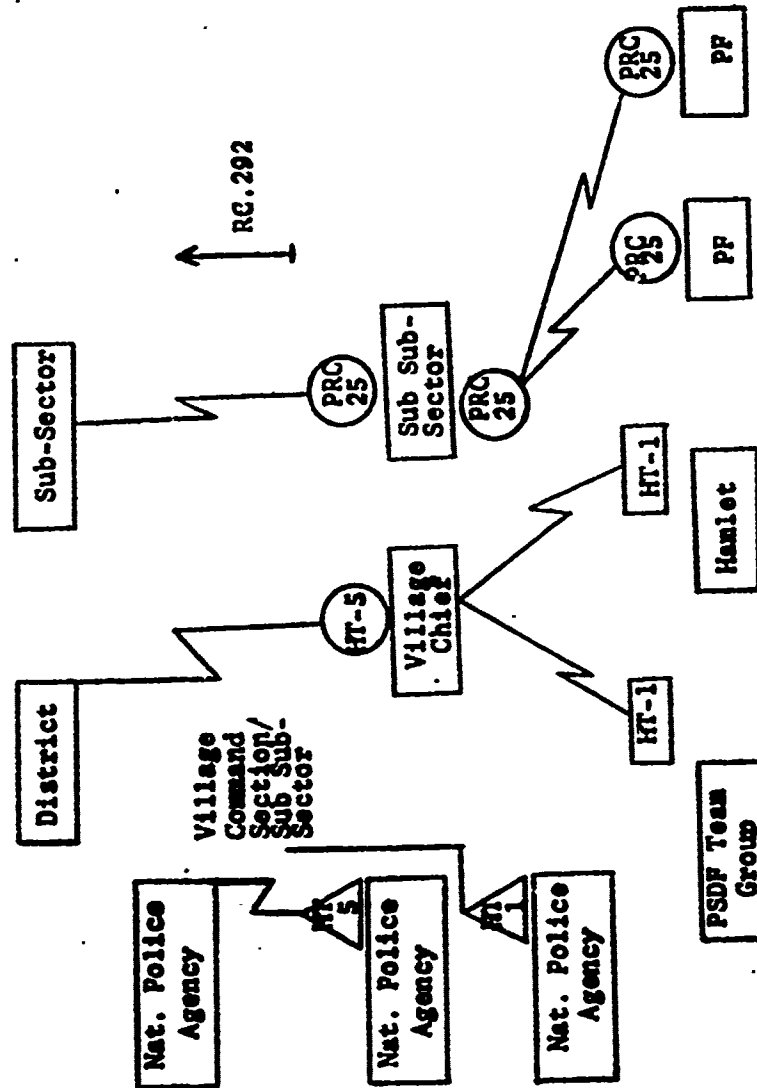 District
Sub-Sector
Nat. Police
Agency
Village
Command
Section/
Sub Sub-
Sector
RC.292
HT
5
HT-5
PRC
25
Nat. Police
Agency
Village
Chief
Sub Sub-
Sector
HT
1
PRC
25
Nat. Police
Agency
HT-1
HT-1
PRC
25
PRC
25
PSDF Team
Group
Hamlet
PF
PF